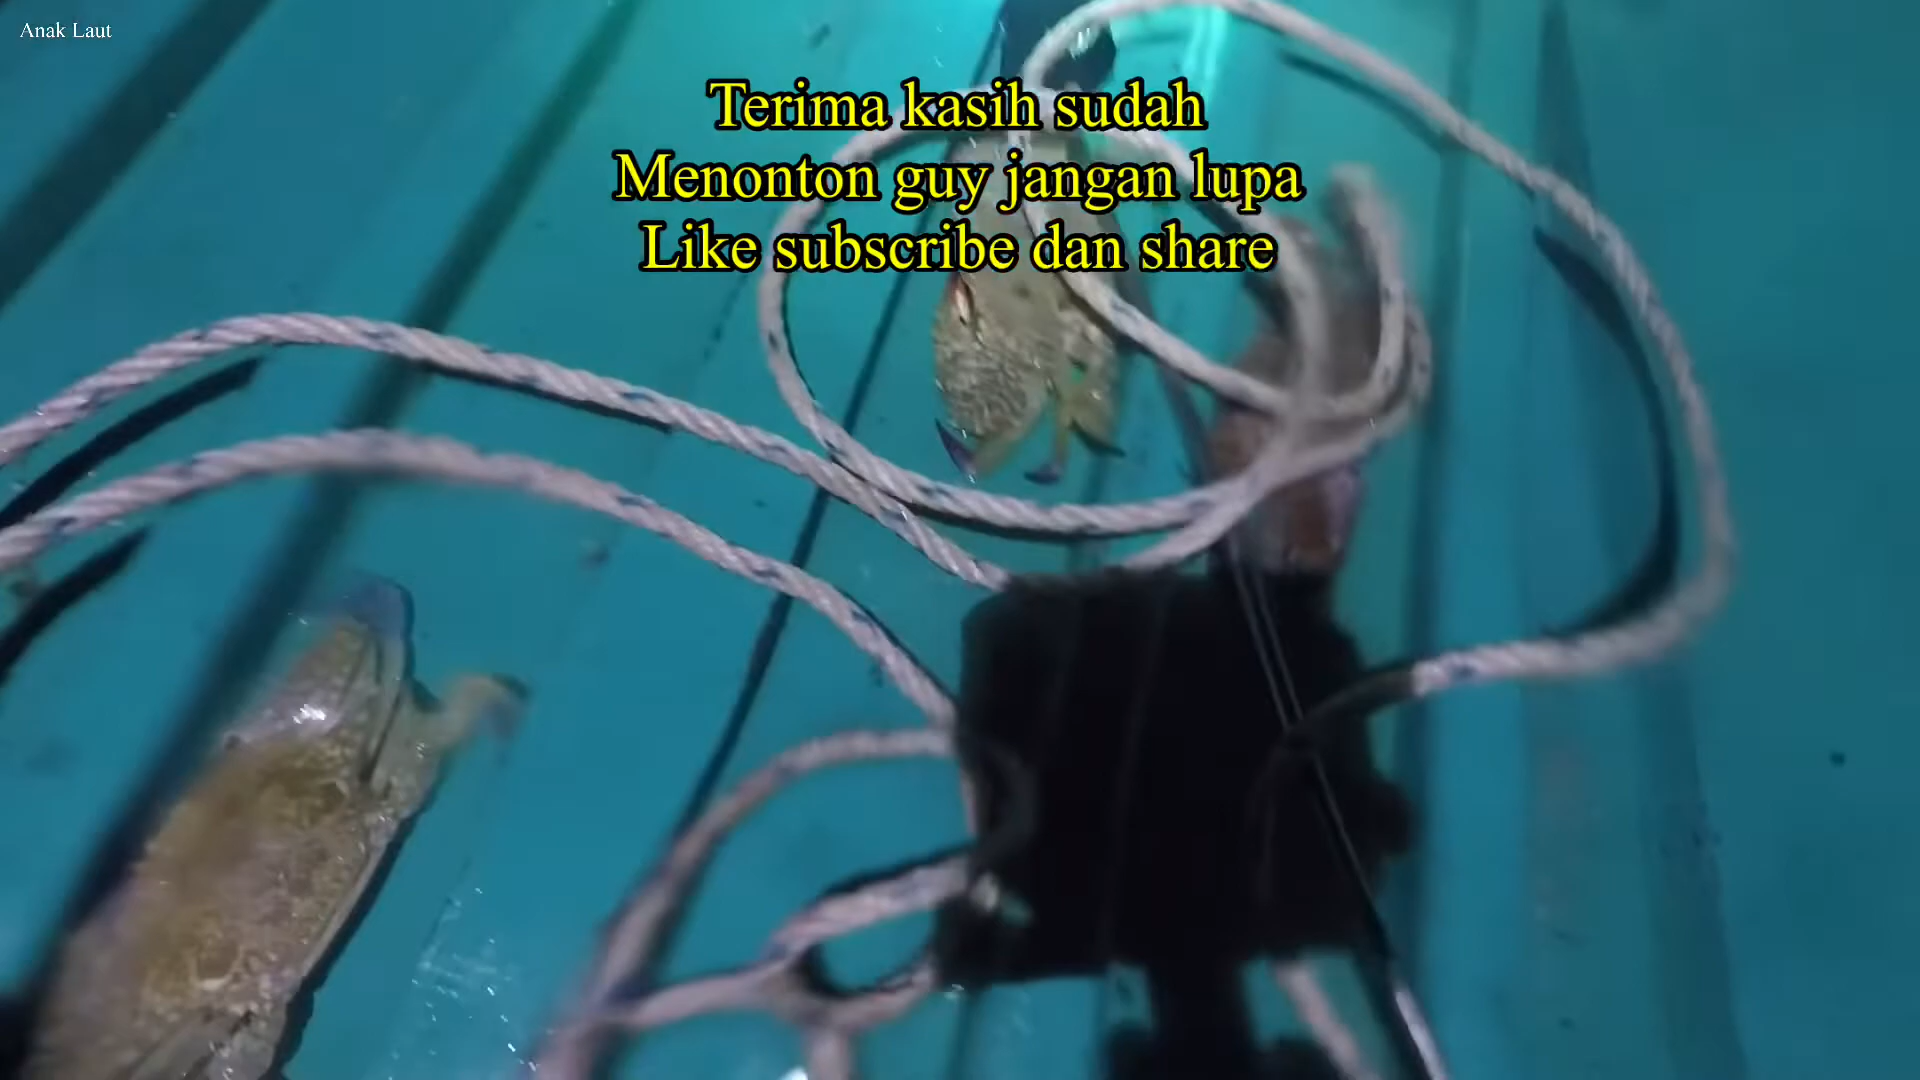 Anak Laut
Terima kasih sudah
Menonton guy jangan lupa
Like subscribe dan share